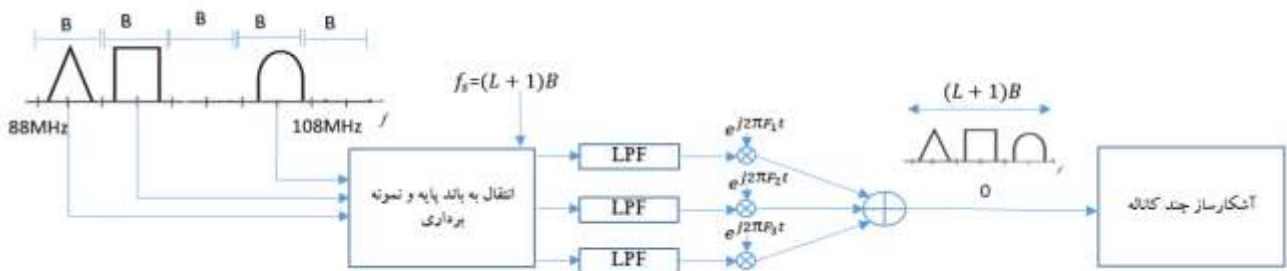 B B B B B
88MHz
108MHz
f
f_s=(L + 1)B
انتقال به باند پایه و نمونه
برداری
LPF
LPF
LPF
e^{j2πF_1t}
e^{j2πF_2t}
e^{j2πF_3t}
(L + 1)B
f
0
آشکارساز چند کاناله